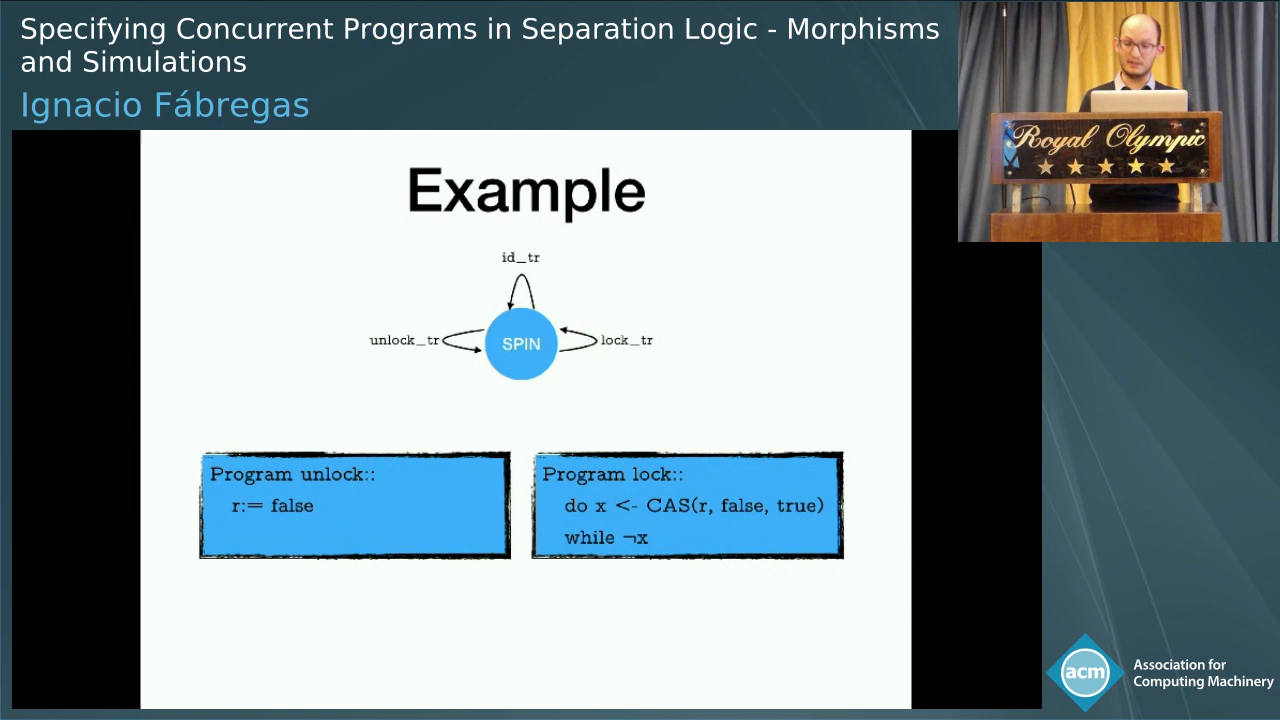 Specifying Concurrent Programs in Separation Logic - Morphisms
and Simulations
Ignacio Fábregas
Royal Olympic
Example
id_tr
unlock_tr
SPIN
lock_tr
Program unlock::
r:= false
Program lock::
do x <- CAS(r, false, true)
while ¬x
acm
Association for
Computing Machinery